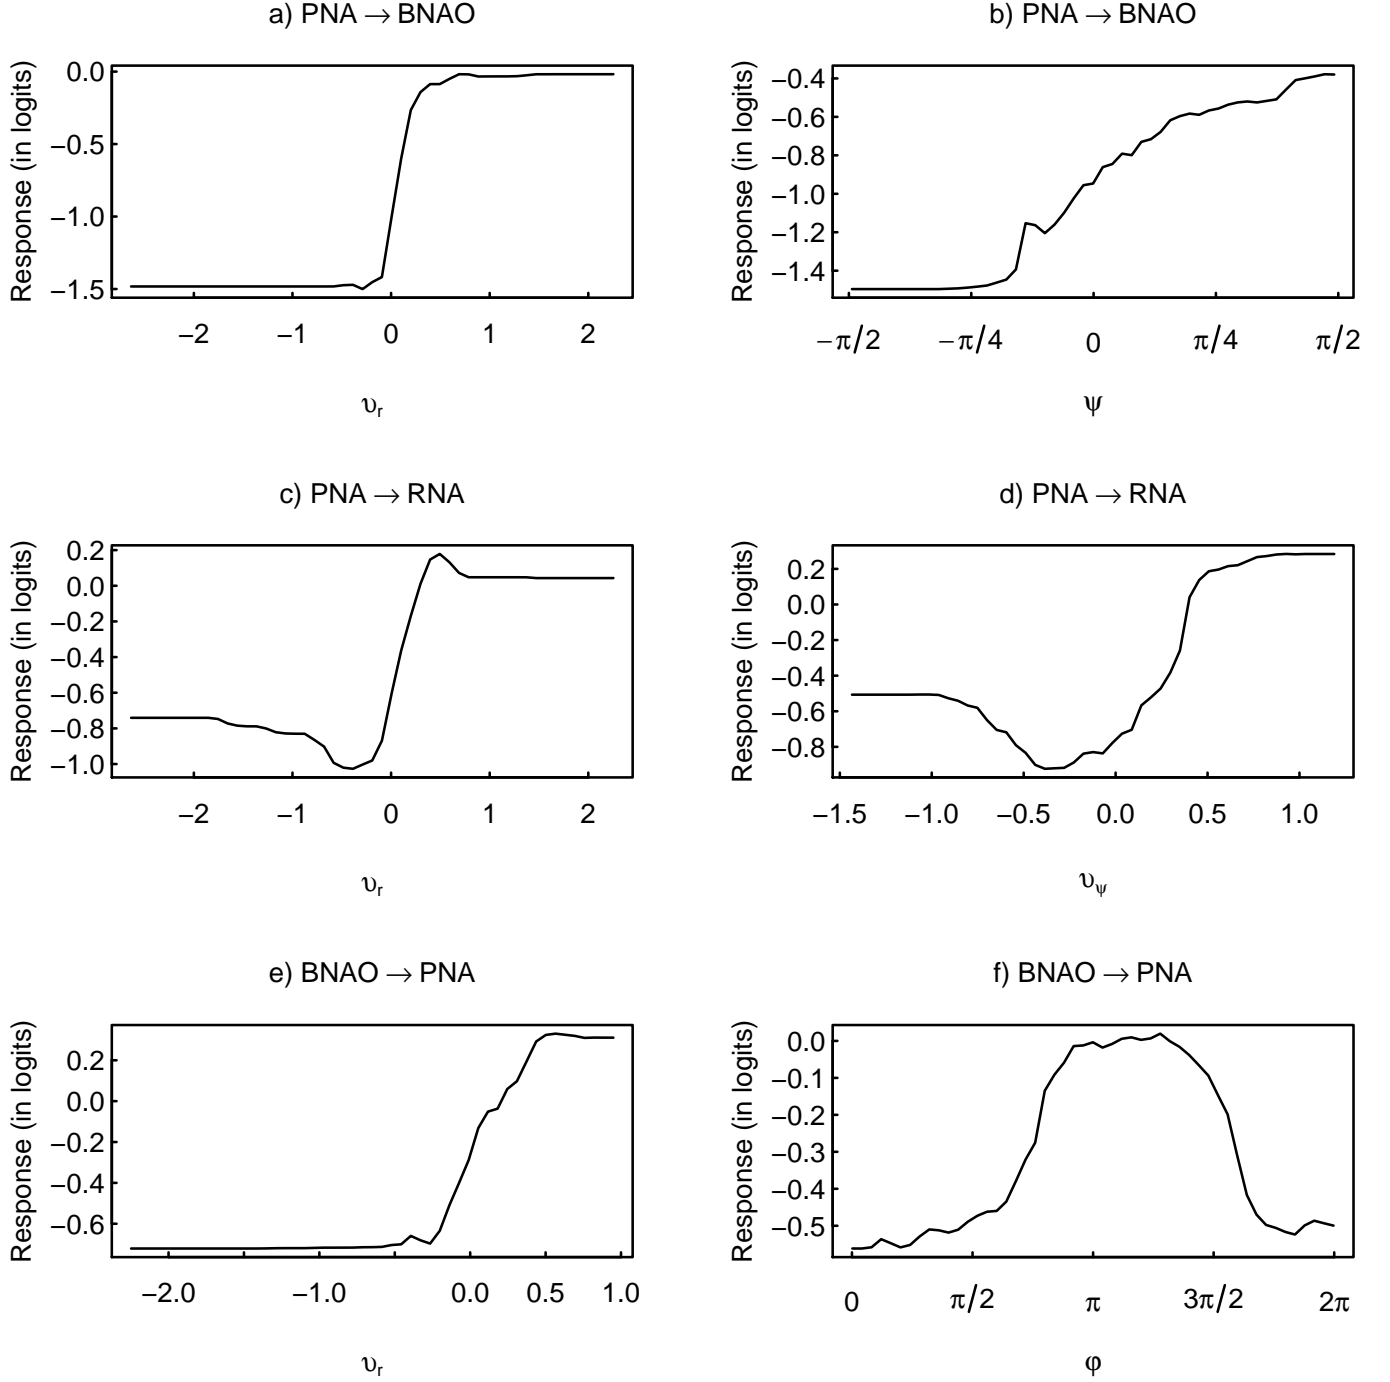 a) PNA → BNAO
Response (in logits)
0.0
−0.5
−1.0
−1.5
−2 −1 0 1 2
υr
b) PNA → BNAO
Response (in logits)
−0.4
−0.6
−0.8
−1.0
−1.2
−1.4
−π/2 −π/4 0 π/4 π/2
ψ
c) PNA → RNA
Response (in logits)
0.2
0.0
−0.2
−0.4
−0.6
−0.8
−1.0
−2 −1 0 1 2
υr
d) PNA → RNA
Response (in logits)
0.2
0.0
−0.2
−0.4
−0.6
−0.8
−1.5 −1.0 −0.5 0.0 0.5 1.0
υψ
e) BNAO → PNA
Response (in logits)
0.2
0.0
−0.2
−0.4
−0.6
−2.0 −1.0 0.0 0.5 1.0
υr
f) BNAO → PNA
Response (in logits)
0.0
−0.1
−0.2
−0.3
−0.4
−0.5
0 π/2 π 3π/2 2π
φ